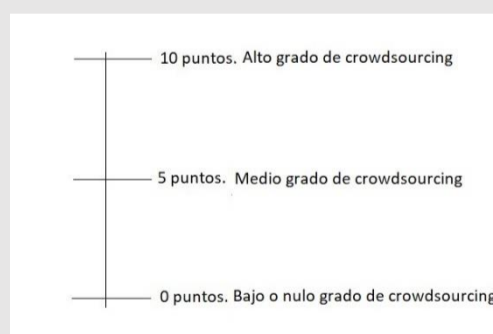 10 puntos. Alto grado de crowdsourcing
5 puntos. Medio grado de crowdsourcing
0 puntos. Bajo o nulo grado de crowdsourcing